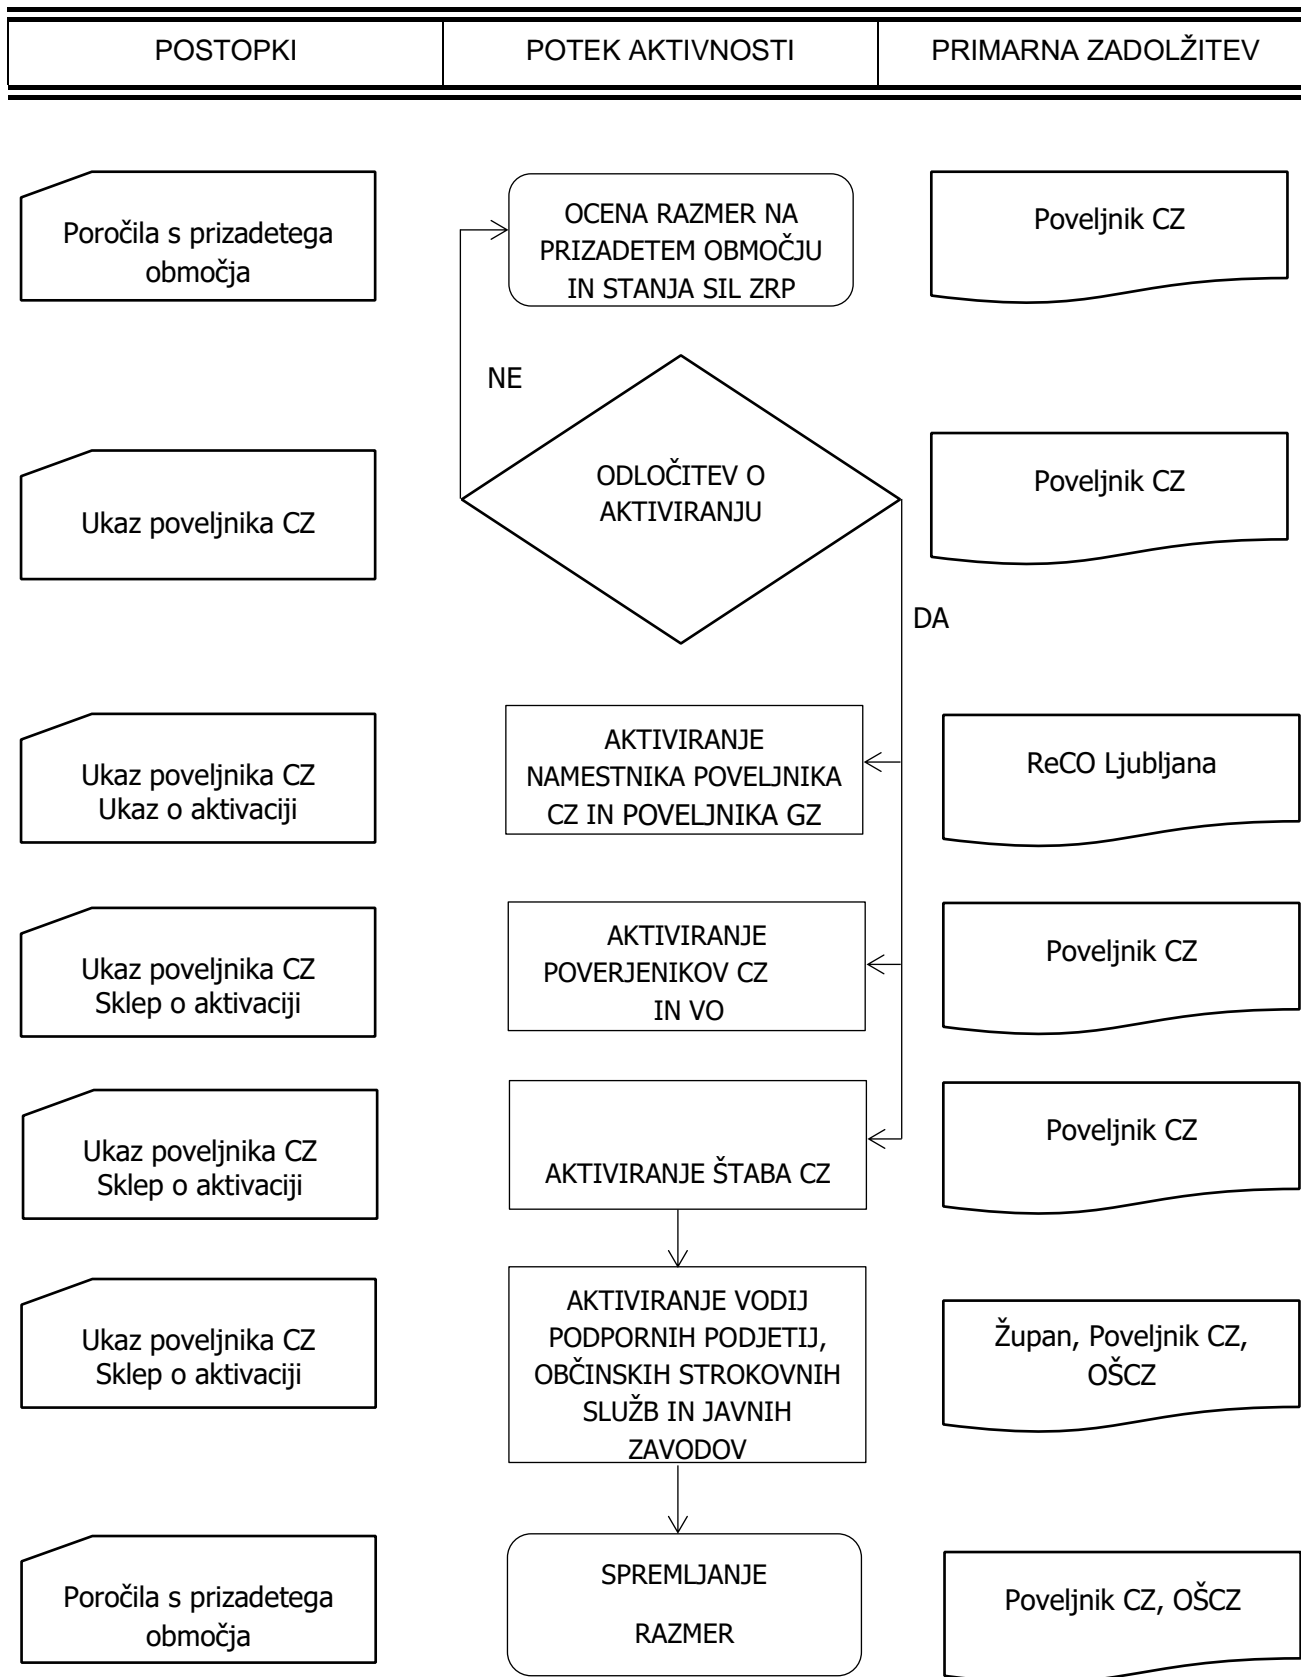 POSTOPKI
POTEK AKTIVNOSTI
PRIMARNA ZADOLŽITEV
Poročila s prizadetega
območja
OCENA RAZMER NA
PRIZADETEM OBMOČJU
IN STANJA SIL ZRP
Poveljnik CZ
NE
Ukaz poveljnika CZ
ODLOČITEV O
AKTIVIRANJU
Poveljnik CZ
DA
Ukaz poveljnika CZ
Ukaz o aktivaciji
AKTIVIRANJE
NAMESTNIKA POVELJNIKA
CZ IN POVELJNIKA GZ
ReCO Ljubljana
Ukaz poveljnika CZ
Sklep o aktivaciji
AKTIVIRANJE
POVERJENIKOV CZ
IN VO
Poveljnik CZ
Ukaz poveljnika CZ
Sklep o aktivaciji
AKTIVIRANJE ŠTABA CZ
Poveljnik CZ
Ukaz poveljnika CZ
Sklep o aktivaciji
AKTIVIRANJE VODIJ
PODPORNIH PODJETIJ,
OBČINSKIH STROKOVNIH
SLUŽB IN JAVNIH
ZAVODOV
Župan, Poveljnik CZ,
OŠCZ
Poročila s prizadetega
območja
SPREMLJANJE
RAZMER
Poveljnik CZ, OŠCZ